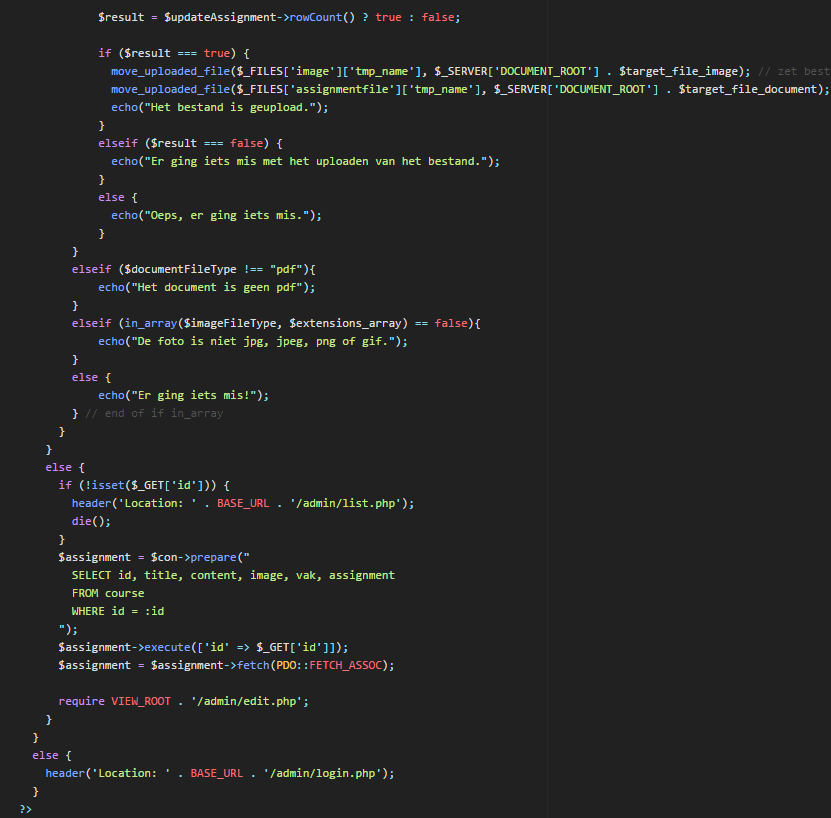 $result = $updateAssignment->rowCount() ? true : false;
if ($result === true) {
move_uploaded_file($_FILES['image']['tmp_name'], $_SERVER['DOCUMENT_ROOT'] . $target_file_image); // zet best
move_uploaded_file($_FILES['assignmentfile']['tmp_name'], $_SERVER['DOCUMENT_ROOT'] . $target_file_document);
echo("Het bestand is geupload.");
}
elseif ($result === false) {
echo("Er ging iets mis met het uploaden van het bestand.");
}
else {
echo("Oeps, er ging iets mis.");
}
}
elseif ($documentFileType !== "pdf"){
echo("Het document is geen pdf");
}
elseif (in_array($imageFileType, $extensions_array) == false){
echo("De foto is niet jpg, jpeg, png of gif.");
}
else {
echo("Er ging iets mis!");
} // end of if in_array
}
}
else {
if (!isset($_GET['id'])) {
header('Location: ' . BASE_URL . '/admin/list.php');
die();
}
$assignment = $con->prepare("
SELECT id, title, content, image, vak, assignment
FROM course
WHERE id = :id
");
$assignment->execute(['id' => $_GET['id']]);
$assignment = $assignment->fetch(PDO::FETCH_ASSOC);
require VIEW_ROOT . '/admin/edit.php';
}
}
else {
header('Location: ' . BASE_URL . '/admin/login.php');
}
?>